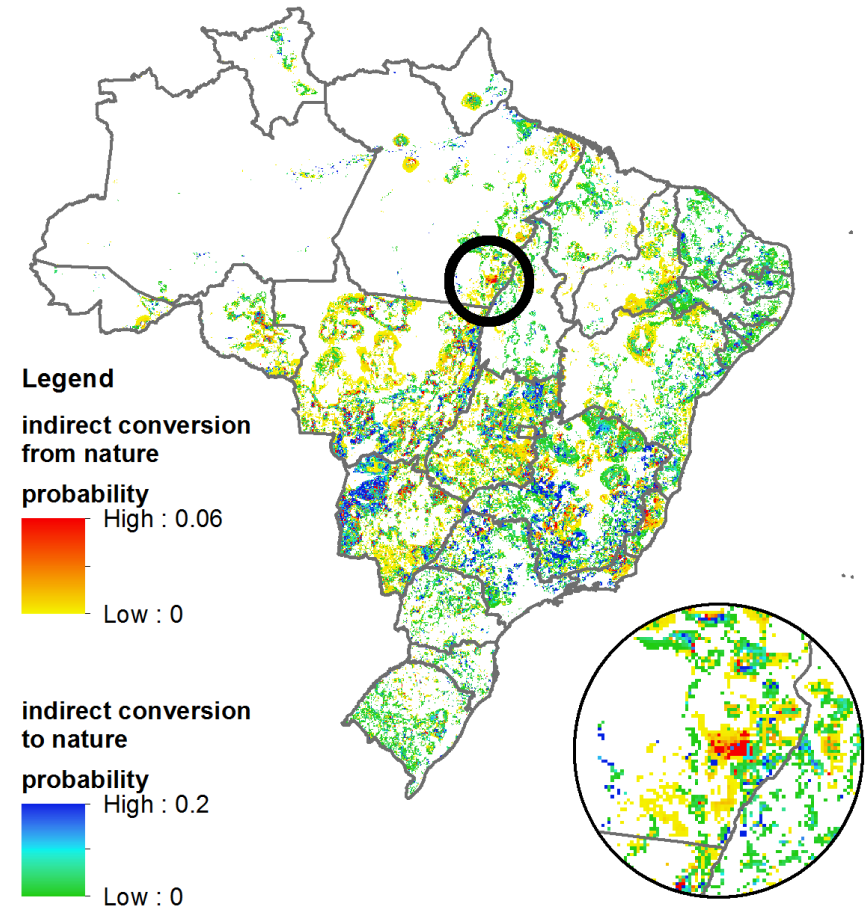 Legend
indirect conversion
from nature
probability
High : 0.06
Low : 0
indirect conversion
to nature
probability
High : 0.2
Low : 0